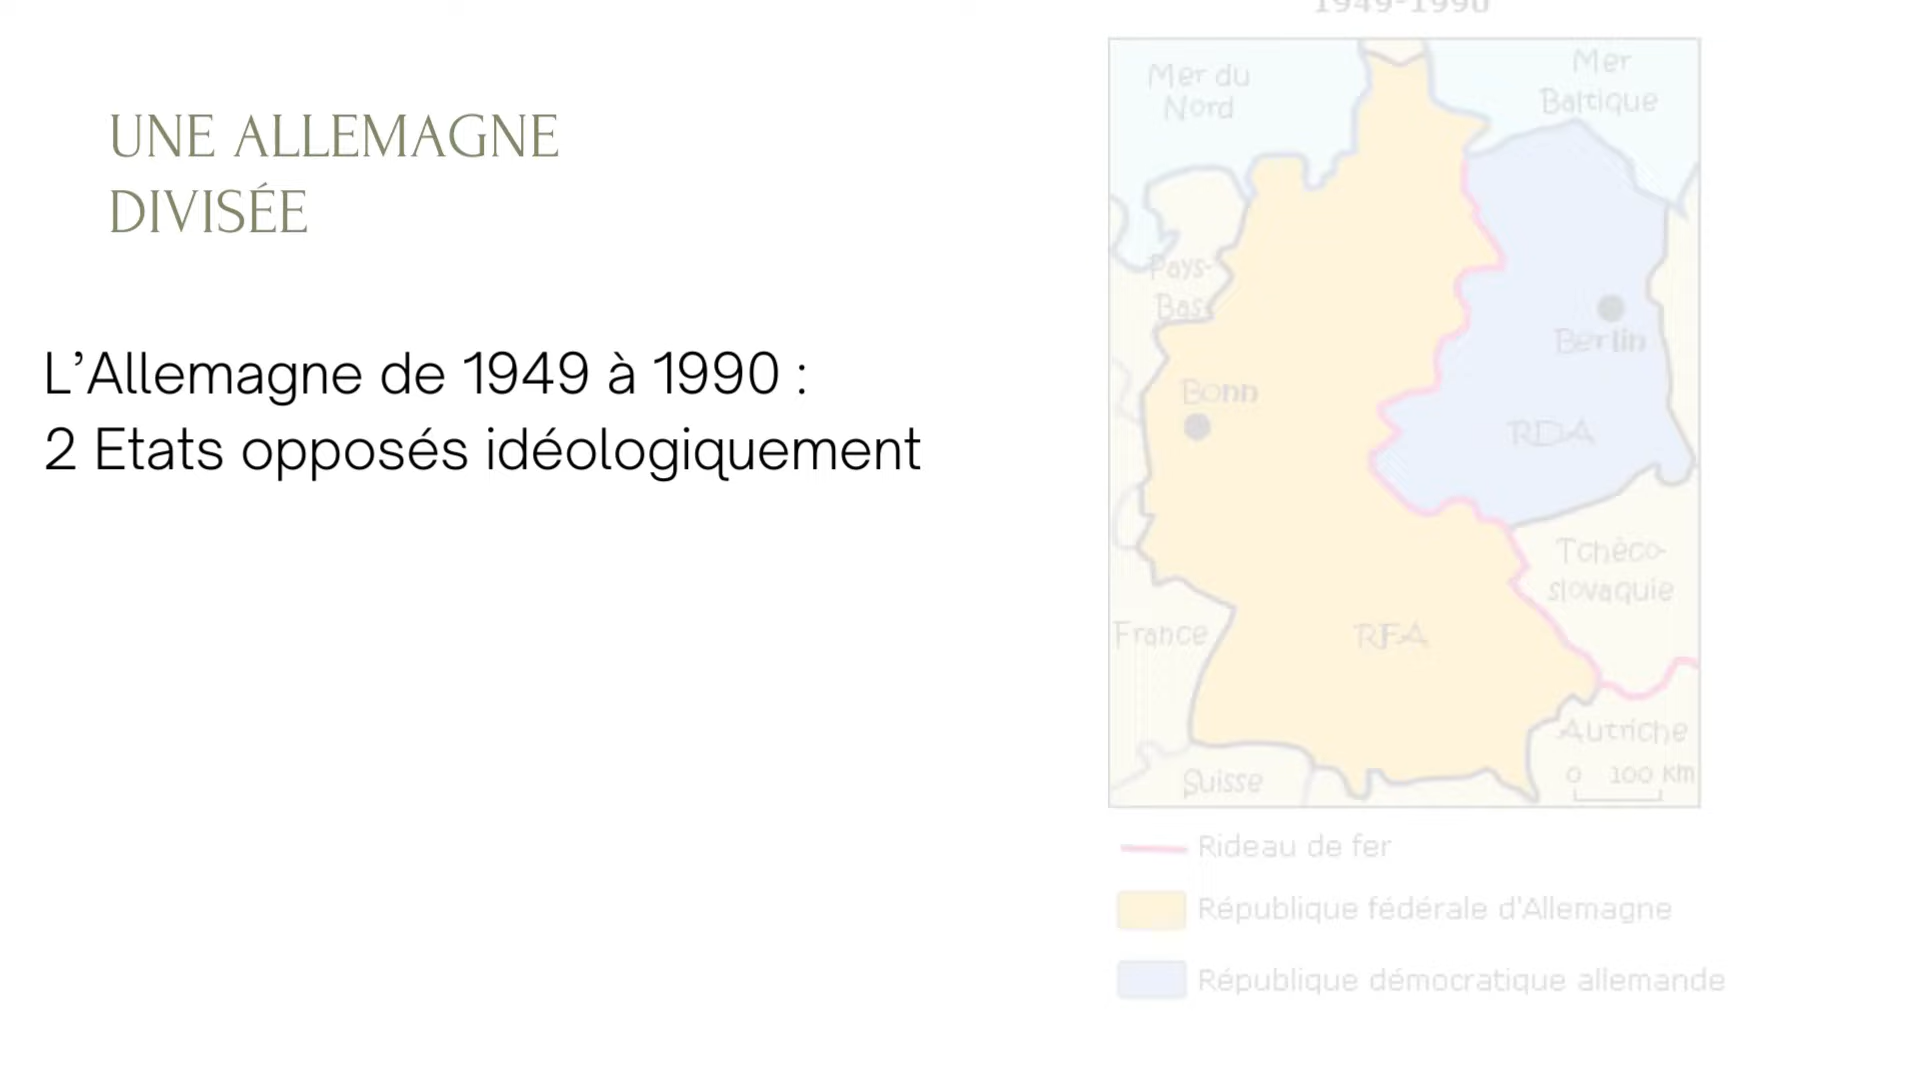 1949-1990
UNE ALLEMAGNE
DIVISÉE
L’Allemagne de 1949 à 1990 :
2 Etats opposés idéologiquement
Mer du
Nord
Mer
Baltique
Pays-
Bas
Berlin
Bonn
RDA
Tchéco-
slovaquie
France
RFA
Autriche
0 100 Km
Suisse
Rideau de fer
République fédérale d'Allemagne
République démocratique allemande